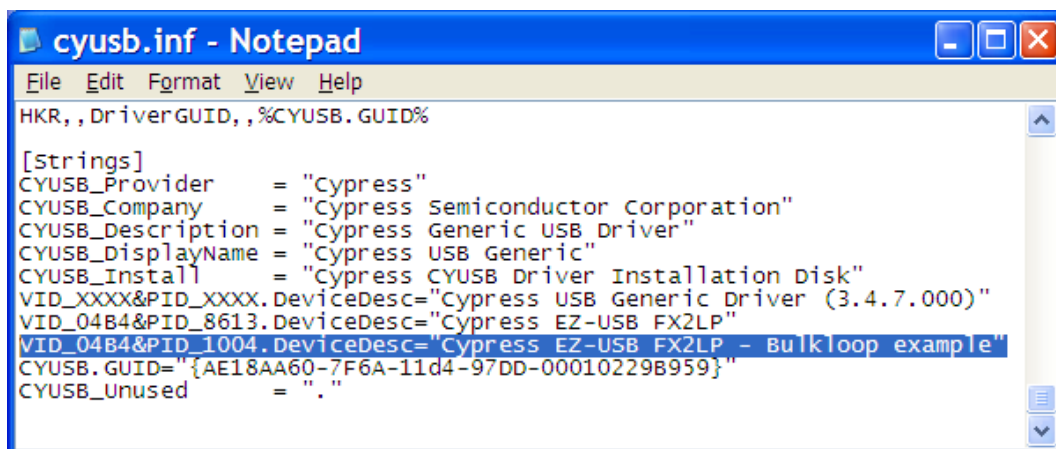 cyusb.inf - Notepad
File Edit Format View Help
HKR,,DriverGUID,,%CYUSB.GUID%
[Strings]
CYUSB_Provider    = "Cypress"
CYUSB_Company     = "Cypress Semiconductor Corporation"
CYUSB_Description = "Cypress Generic USB Driver"
CYUSB_DisplayName = "Cypress USB Generic"
CYUSB_Install     = "Cypress CYUSB Driver Installation Disk"
VID_XXXX&PID_XXXX.DeviceDesc="Cypress USB Generic Driver (3.4.7.000)"
VID_04B4&PID_8613.DeviceDesc="Cypress EZ-USB FX2LP"
VID_04B4&PID_1004.DeviceDesc="Cypress EZ-USB FX2LP - Bulkloop example"
CYUSB.GUID="{AE18AA60-7F6A-11d4-97DD-00010229B959}"
CYUSB_Unused      = "."